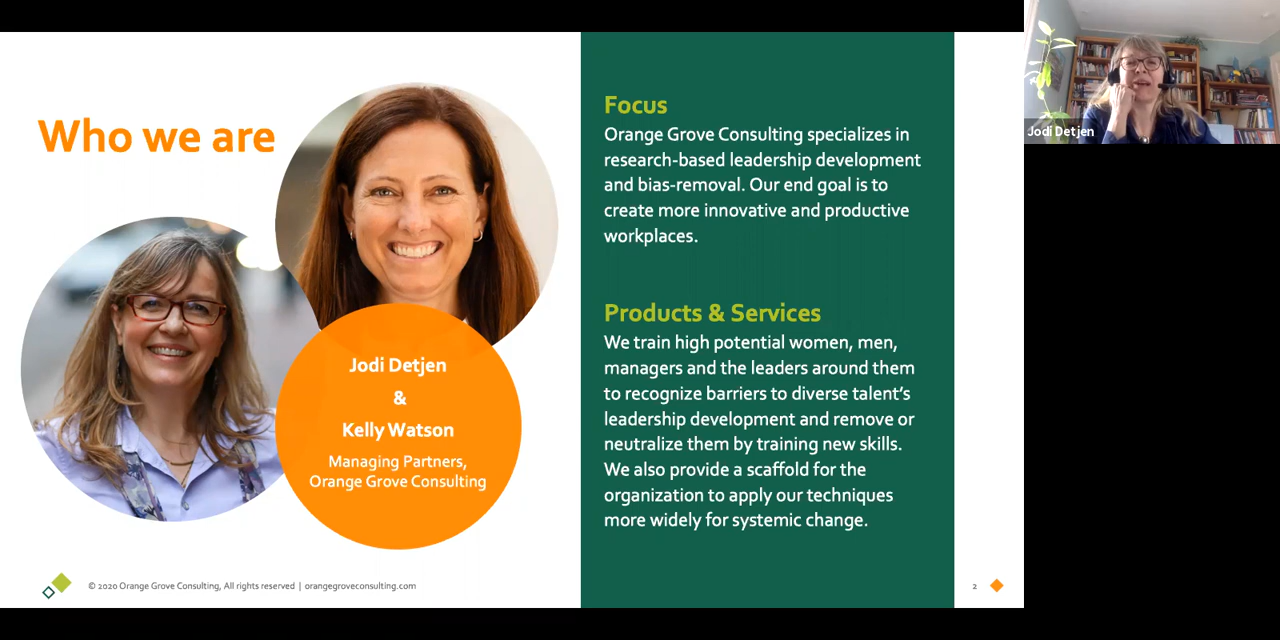 Who we are
Jodi Detjen
&
Kelly Watson
Managing Partners,
Orange Grove Consulting
Focus
Orange Grove Consulting specializes in
research-based leadership development
and bias-removal. Our end goal is to
create more innovative and productive
workplaces.
Products & Services
We train high potential women, men,
managers and the leaders around them
to recognize barriers to diverse talent's
leadership development and remove or
neutralize them by training new skills.
We also provide a scaffold for the
organization to apply our techniques
more widely for systemic change.
© 2020 Orange Grove Consulting, All rights reserved | orangegroveconsulting.com
2
Jodi Detjen